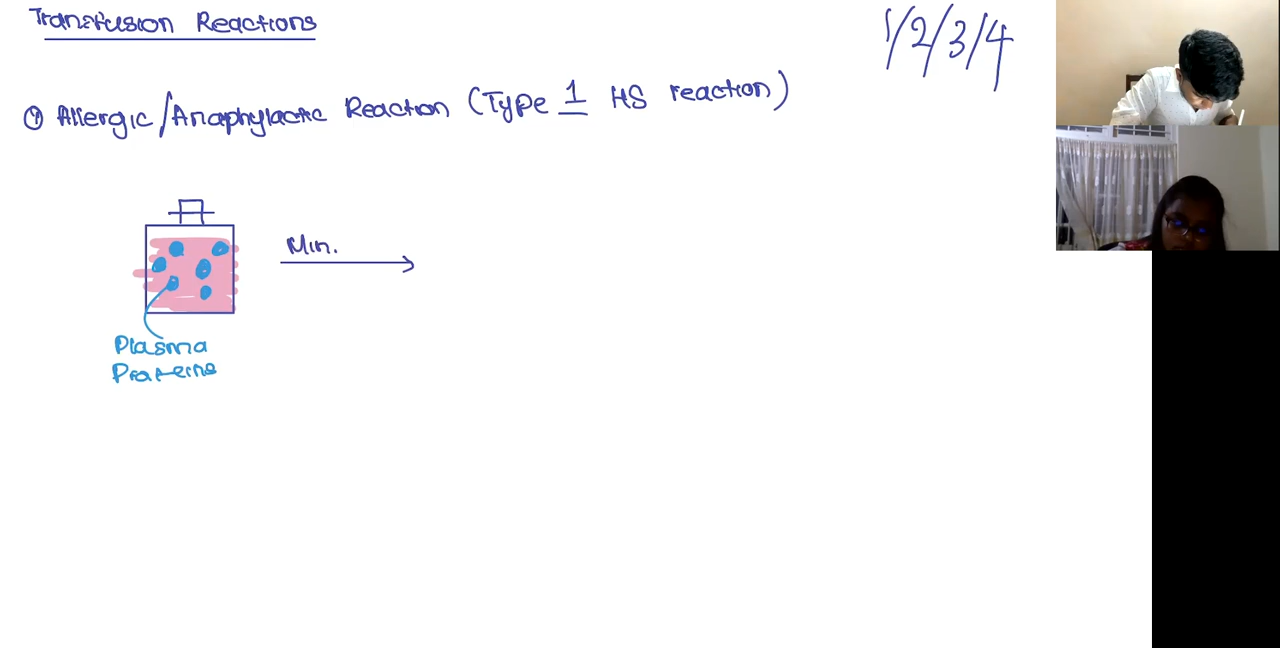 Transfusion Reactions
1/2/3/4
① Allergic/Anaphylactic Reaction (Type 1 HS reaction)
Min.
Plasma
Proteins